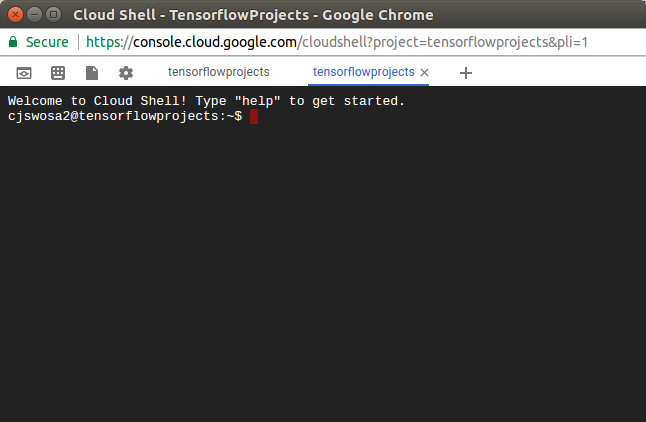 Cloud Shell - TensorflowProjects - Google Chrome
Secure https://console.cloud.google.com/cloudshell?project=tensorflowprojects&pli=1
tensorflowprojects tensorflowprojects
Welcome to Cloud Shell! Type "help" to get started.
cjswosa2@tensorflowprojects:~$